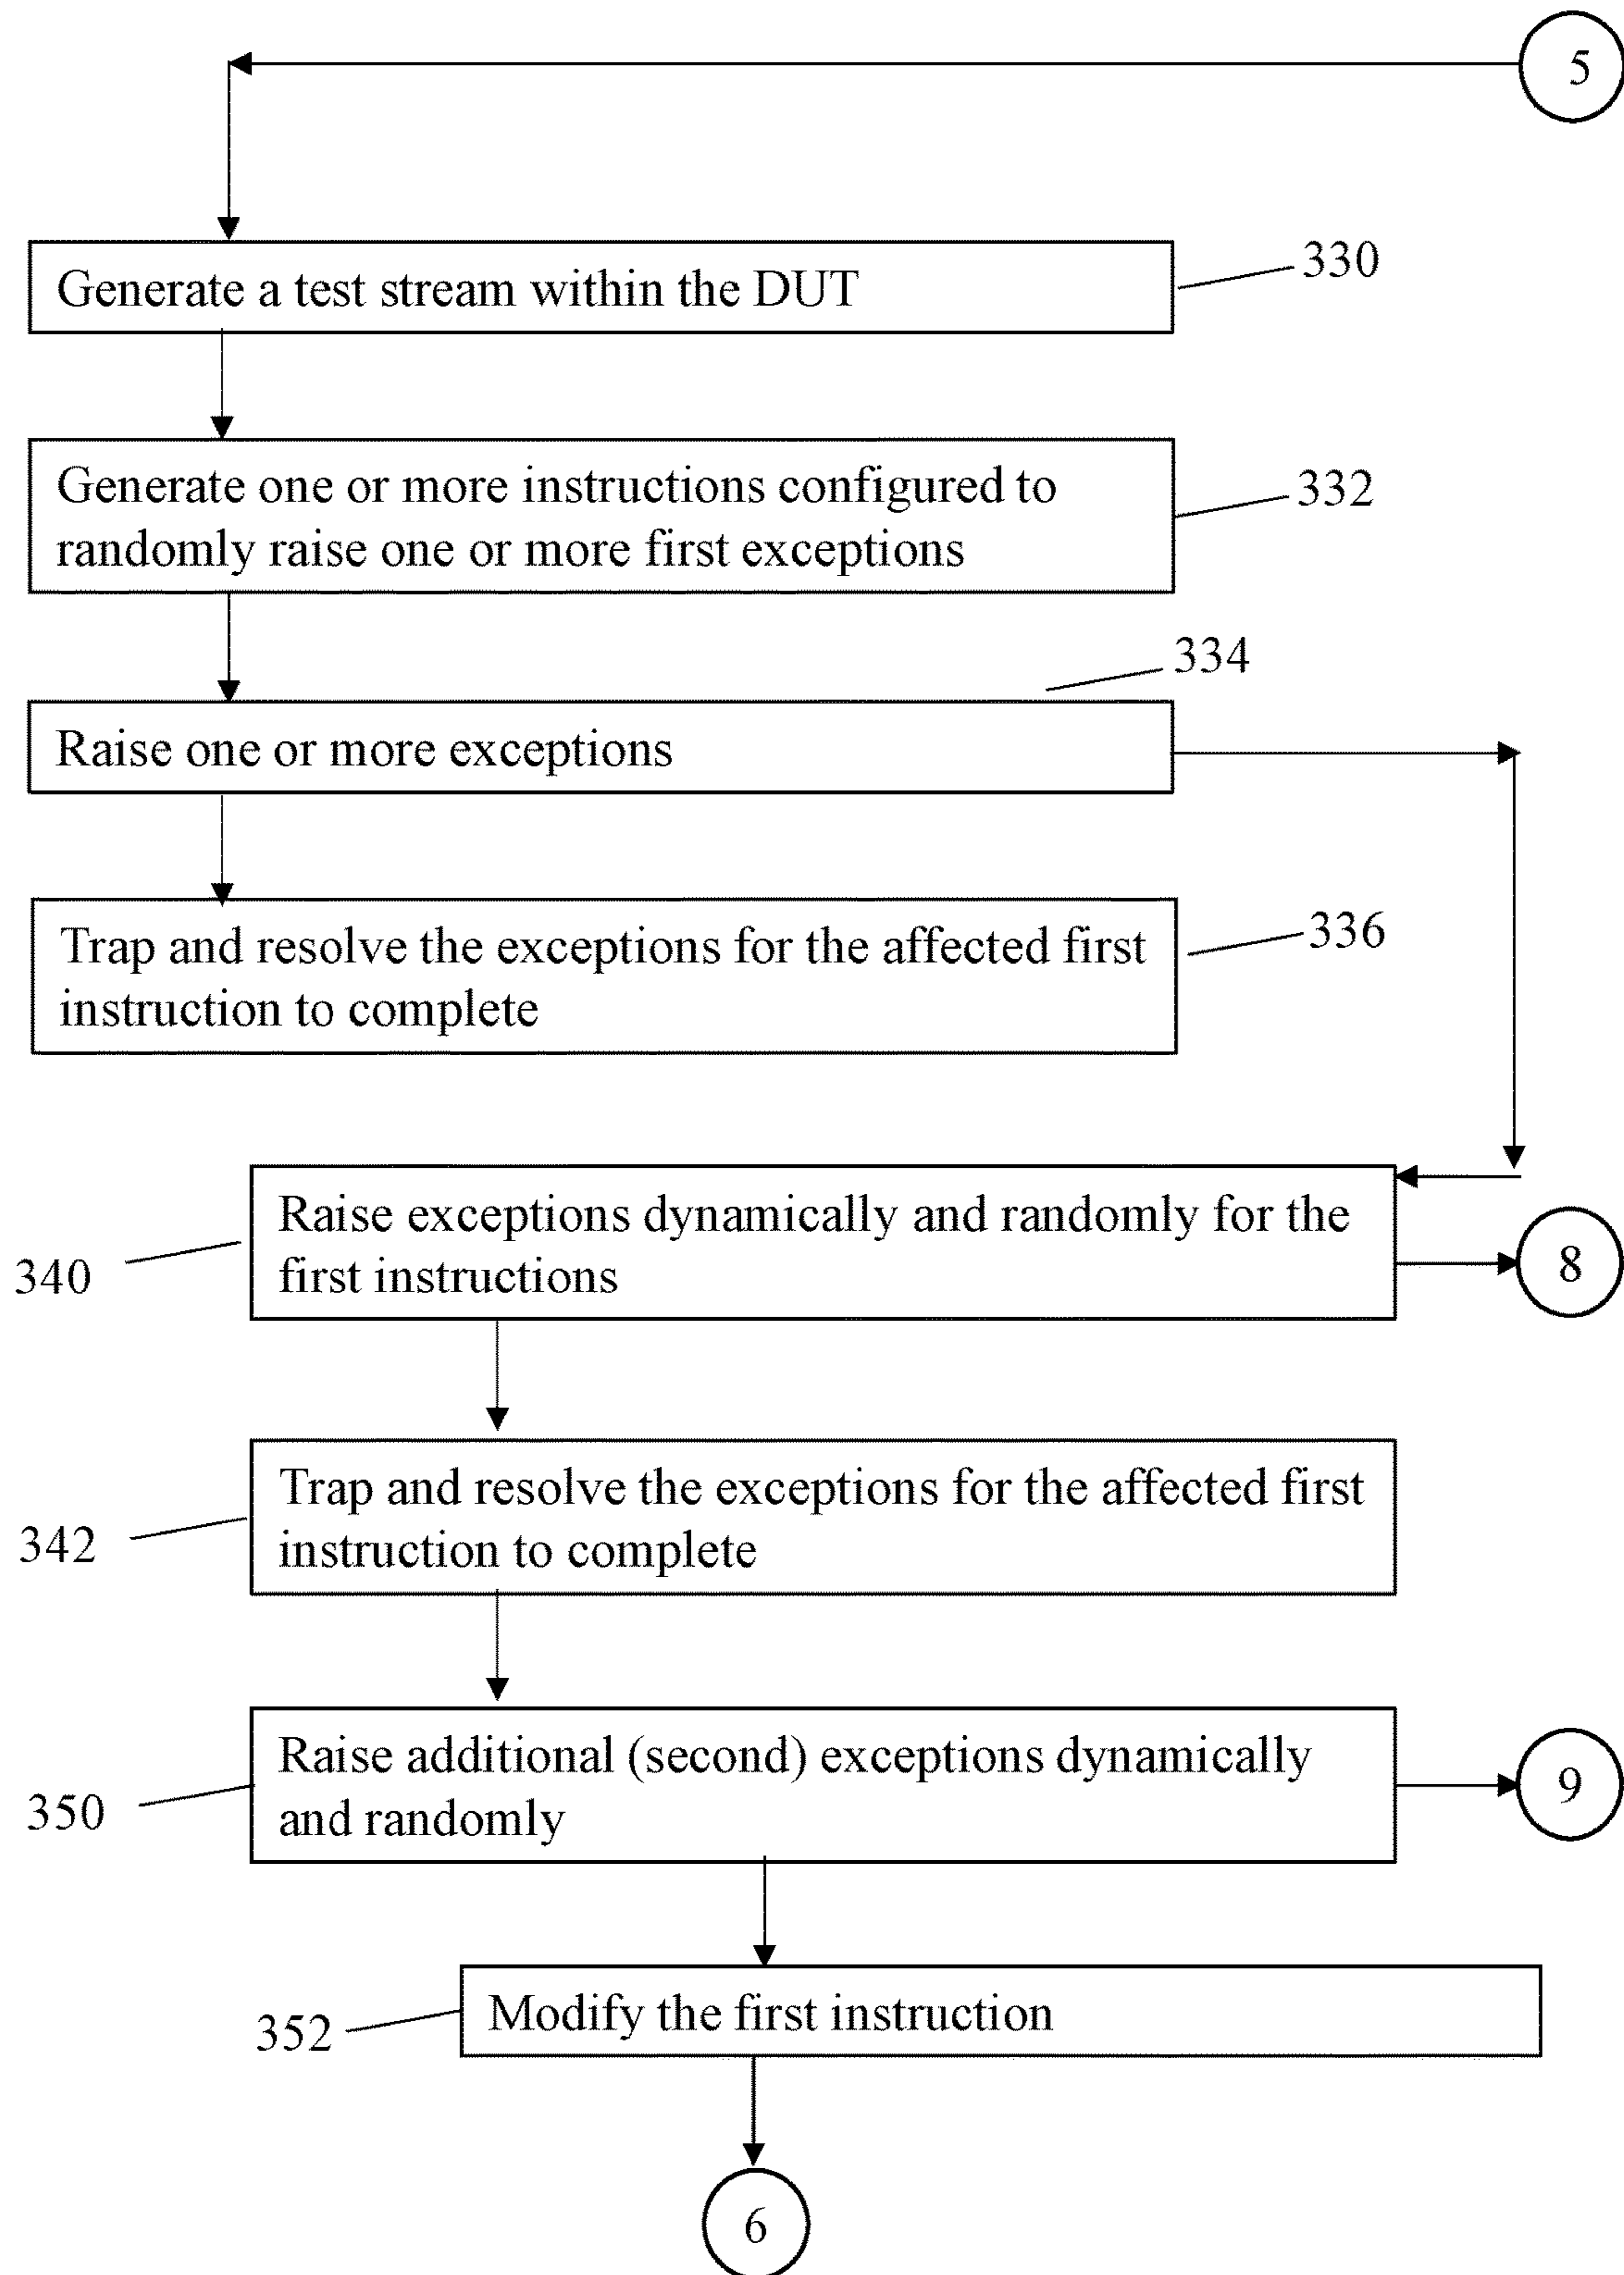 5
Generate a test stream within the DUT
330
Generate one or more instructions configured to
randomly raise one or more first exceptions
332
334
Raise one or more exceptions
Trap and resolve the exceptions for the affected first
instruction to complete
336
Raise exceptions dynamically and randomly for the
first instructions
340
8
Trap and resolve the exceptions for the affected first
instruction to complete
342
Raise additional (second) exceptions dynamically
and randomly
350
9
Modify the first instruction
352
6